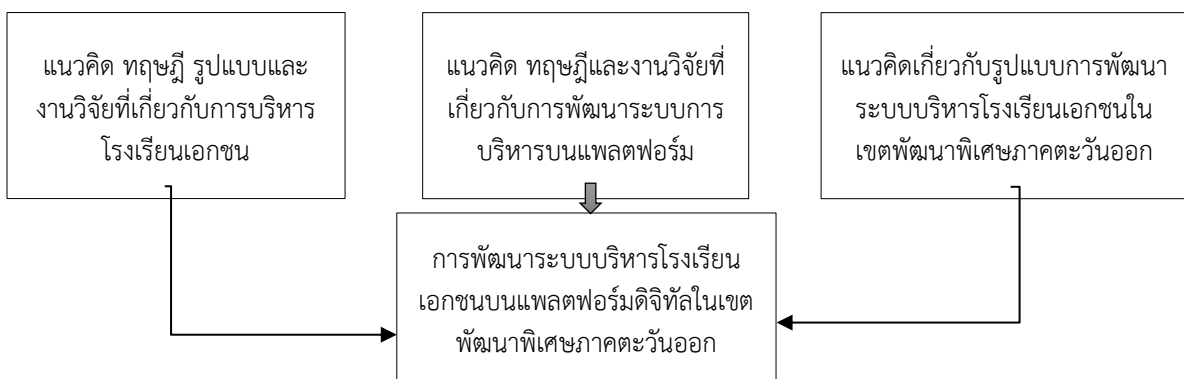 แนวคิด ทฤษฎี รูปแบบและ
งานวิจัยที่เกี่ยวกับการบริหาร
โรงเรียนเอกชน
แนวคิด ทฤษฎีและงานวิจัยที่
เกี่ยวกับการพัฒนาระบบการ
บริหารบนแพลตฟอร์ม
แนวคิดเกี่ยวกับรูปแบบการพัฒนา
ระบบบริหารโรงเรียนเอกชนใน
เขตพัฒนาพิเศษภาคตะวันออก
การพัฒนาระบบบริหารโรงเรียน
เอกชนบนแพลตฟอร์มดิจิทัลในเขต
พัฒนาพิเศษภาคตะวันออก